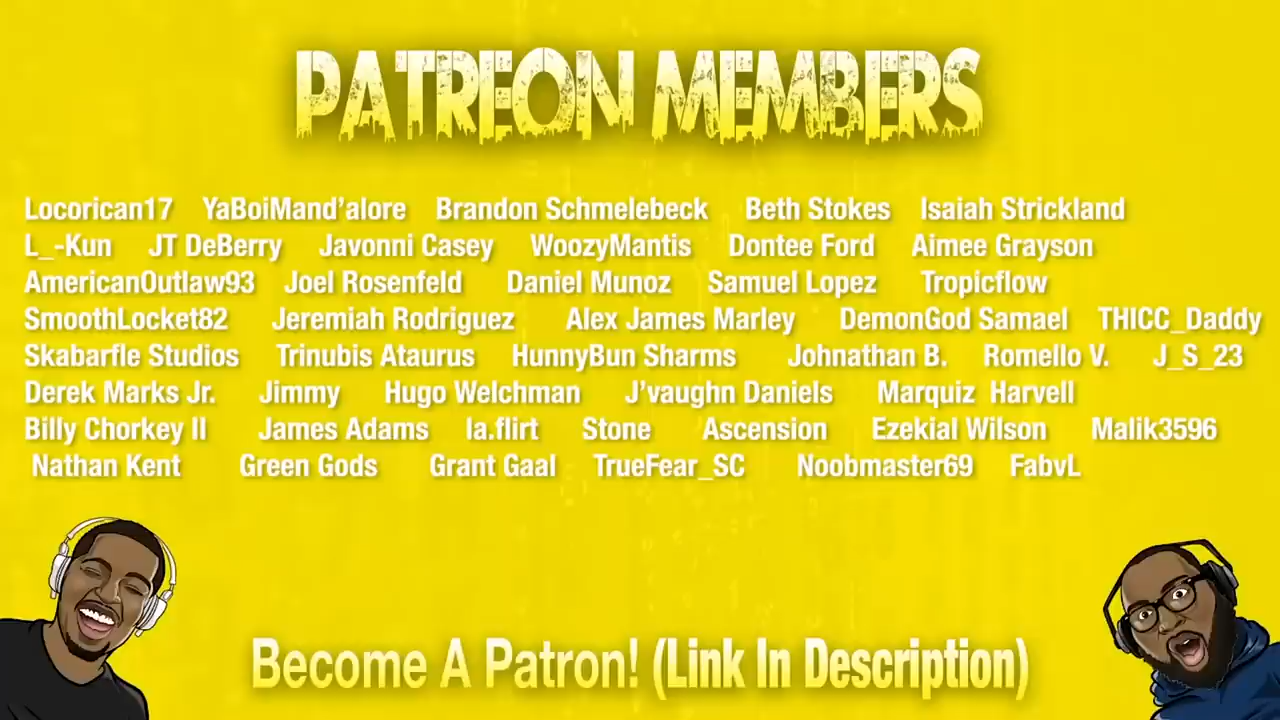 PATREON MEMBERS
Locorican17 YaBoiMand’alore Brandon Schmelebeck Beth Stokes Isaiah Strickland
L_-Kun JT DeBerry Javonni Casey WoozyMantis Dontee Ford Aimee Grayson
AmericanOutlaw93 Joel Rosenfeld Daniel Munoz Samuel Lopez Tropicflow
SmoothLocket82 Jeremiah Rodriguez Alex James Marley DemonGod Samael THICC_Daddy
Skabarfle Studios Trinubis Ataurus HunnyBun Sharms Johnathan B. Romello V. J_S_23
Derek Marks Jr. Jimmy Hugo Welchman J’vaughn Daniels Marquiz Harvell
Billy Chorkey II James Adams la.flirt Stone Ascension Ezekial Wilson Malik3596
Nathan Kent Green Gods Grant Gaal TrueFear_SC Noobmaster69 FabvL
Become A Patron! (Link In Description)